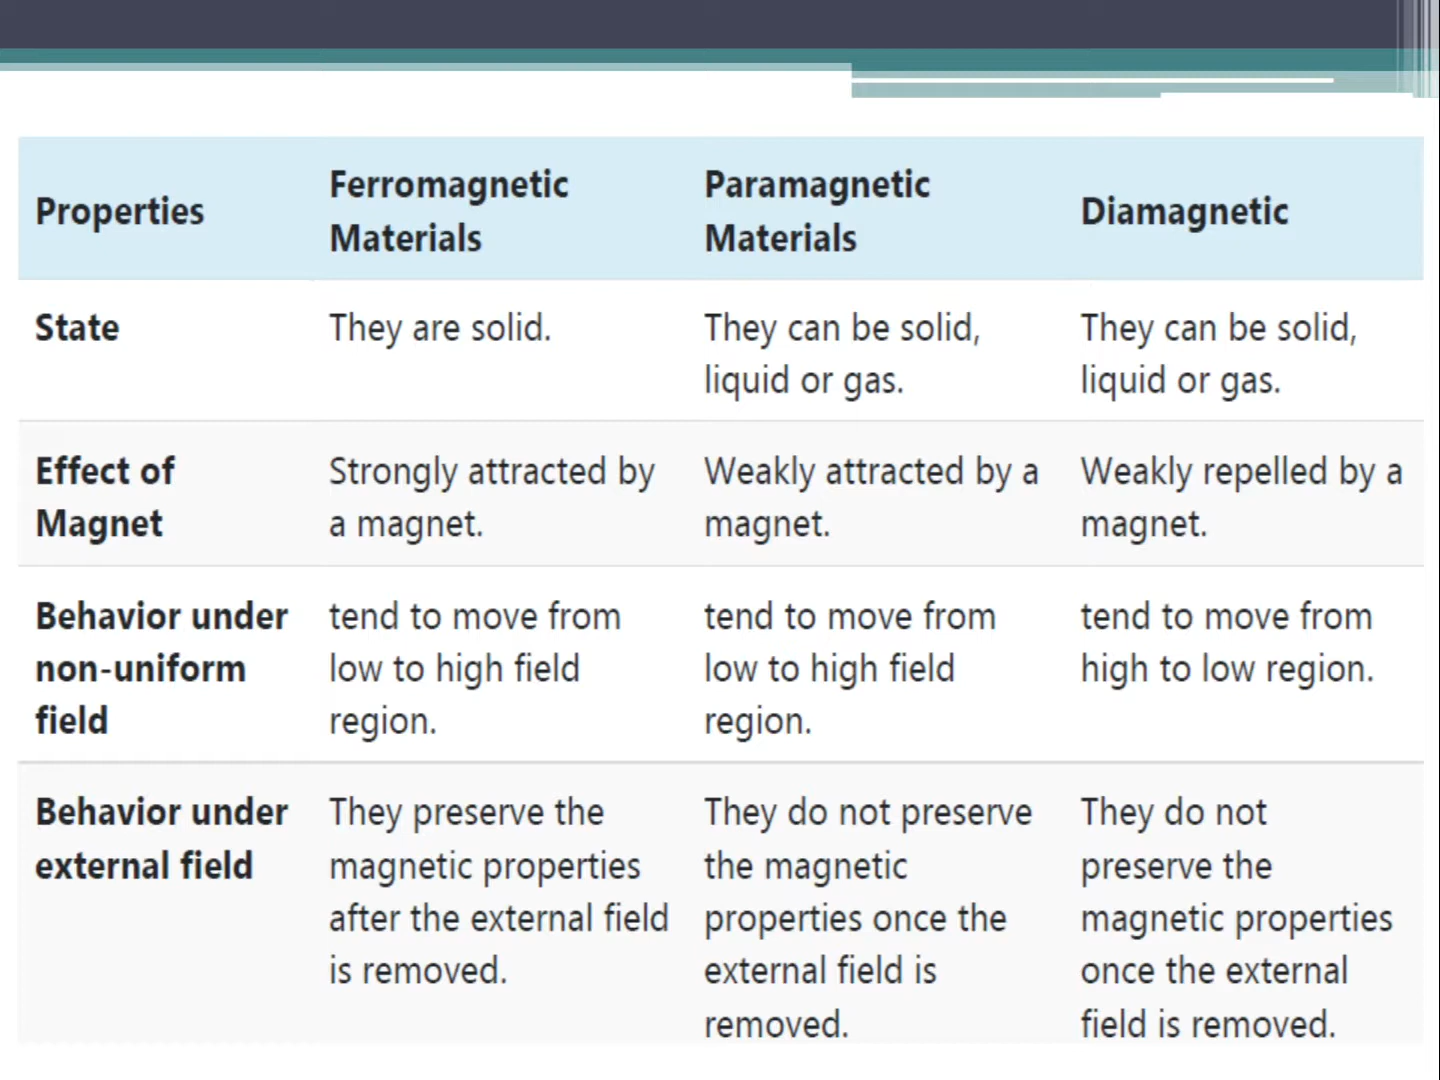 Properties
Ferromagnetic
Materials
Paramagnetic
Materials
Diamagnetic
State
They are solid.
They can be solid,
liquid or gas.
They can be solid,
liquid or gas.
Effect of
Magnet
Strongly attracted by
a magnet.
Weakly attracted by a
magnet.
Weakly repelled by a
magnet.
Behavior under
non-uniform
field
tend to move from
low to high field
region.
tend to move from
low to high field
region.
tend to move from
high to low region.
Behavior under
external field
They preserve the
magnetic properties
after the external field
is removed.
They do not preserve
the magnetic
properties once the
external field is
removed.
They do not
preserve the
magnetic properties
once the external
field is removed.